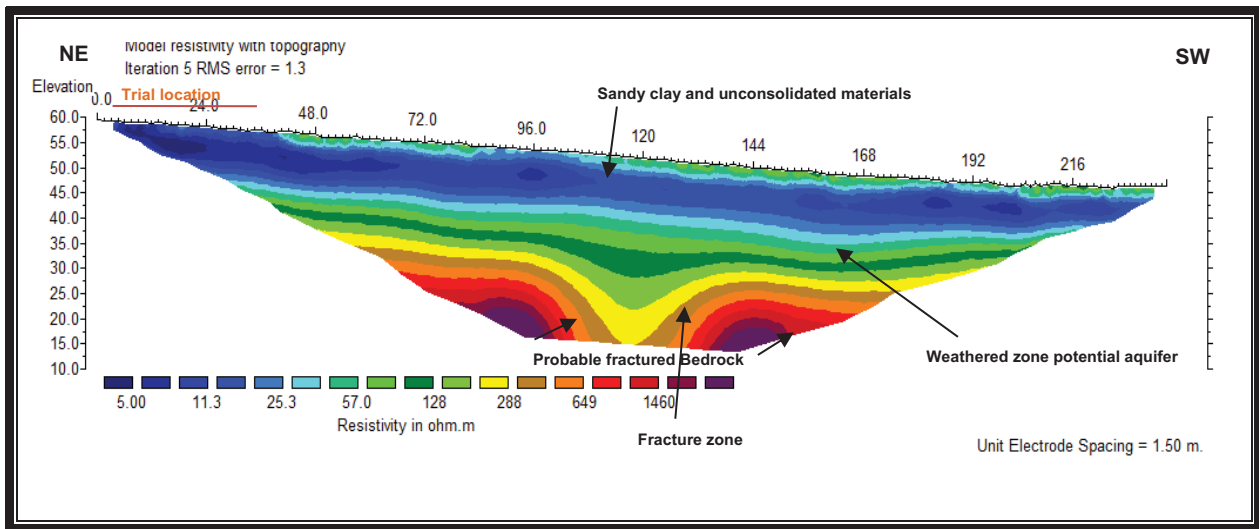 NE
SW
Model resistivity with topography
Iteration 5 RMS error = 1.3
Elevation
Trial location
0.0
24.0
48.0
72.0
96.0
120
144
168
192
216
Sandy clay and unconsolidated materials
60.0
55.0
50.0
45.0
40.0
35.0
30.0
25.0
20.0
15.0
10.0
Probable fractured Bedrock
Weathered zone potential aquifer
5.00 11.3 25.3 57.0 128 288 649 1460
Resistivity in ohm.m
Fracture zone
Unit Electrode Spacing = 1.50 m.